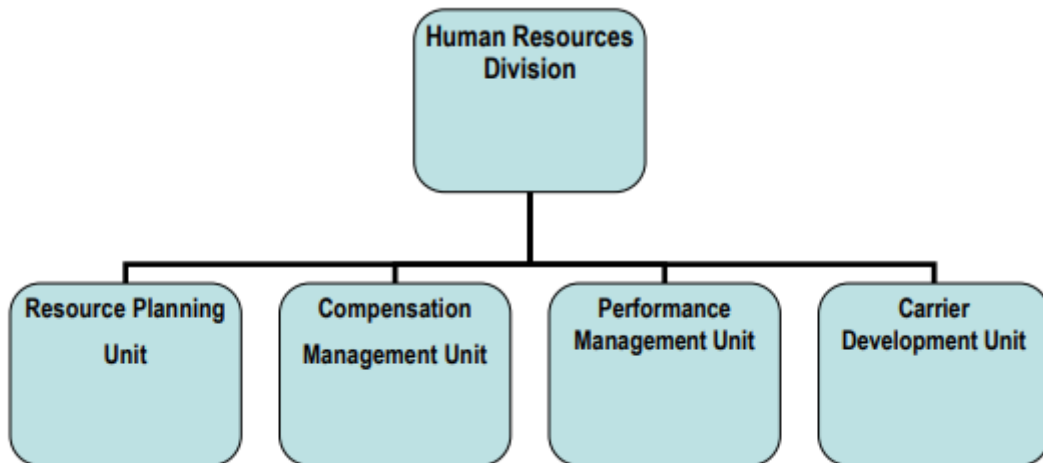 Human Resources
Division
Resource Planning
Unit
Compensation
Management Unit
Performance
Management Unit
Carrier
Development Unit